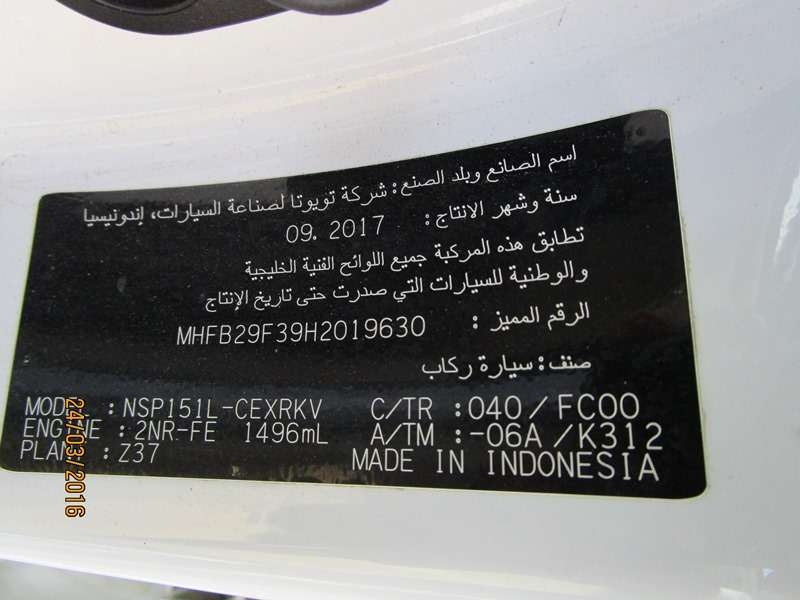 اسم الصانع وبلد الصنع: شركة تويوتا لصناعة السيارات، إندونيسيا
سنة وشهر الانتاج: 09. 2017
تطابق هذه المركبة جميع اللوائح الفنية الخليجية
والوطنية للسيارات التي صدرت حتى تاريخ الإنتاج
الرقم المميز : MHFB29F39H2019630
صنف: سيارة ركاب
MODEL :NSP151L-CEXRKV C/TR :040/FC00
ENGINE :2NR-FE 1496mL A/TM :-06A/K312
PLANT :Z37 MADE IN INDONESIA
24/03/2016